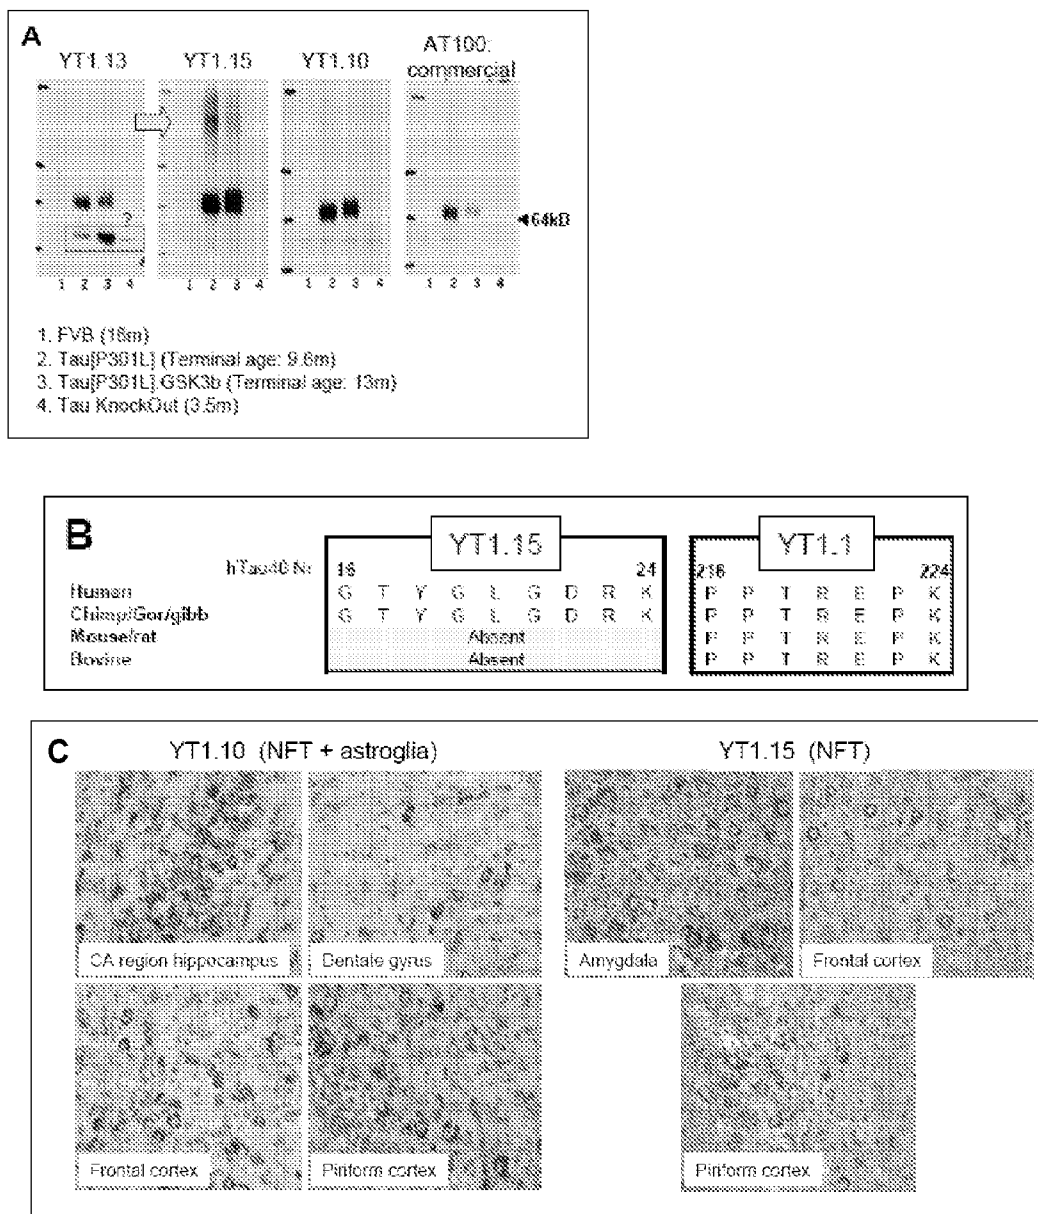 A
YT1.13 YT1.15 YT1.10 AT100: commercial
?
64kD
1 2 3 4 1 2 3 4 1 2 3 4 1 2 3 4
1. FVB (16m)
2. Tau[P301L] (Terminal age: 9.6m)
3. Tau[P301L].GSK3b (Terminal age: 13m)
4. Tau KnockOut (3.5m)
B
YT1.15 YT1.1
hTau40 Nr 16 24 216 224
Human G T Y G L G D R K P P T R E P K
Chimp/Gor/gibb G T Y G L G D R K P P T R E P K
Mouse/rat Absent P P T R E P K
Bovine Absent P P T R E P K
C
YT1.10 (NFT + astroglia) YT1.15 (NFT)
CA region hippocampus Dentate gyrus Amygdala Frontal cortex
Frontal cortex Piriform cortex Piriform cortex